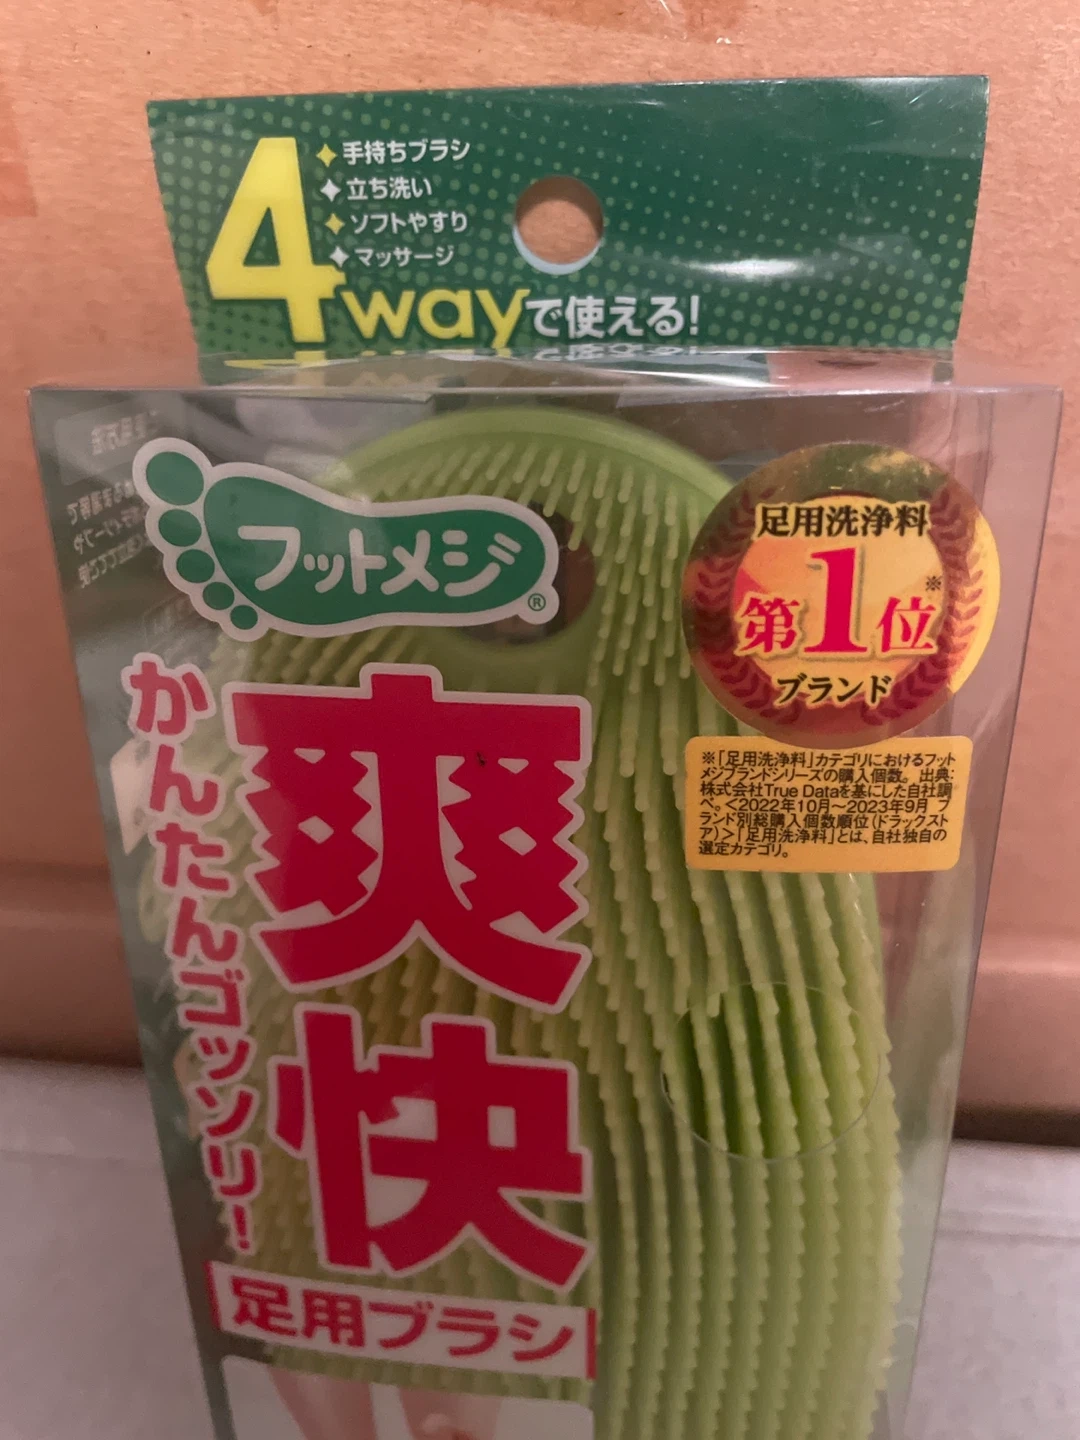 4wayで使える!
手持ちブラシ
立ち洗い
ソフトやすり
マッサージ
フットメジ®
足用洗浄料
第1位※
ブランド
※「足用洗浄料」カテゴリにおけるフット
メジブランドシリーズの購入個数。出典:
株式会社True Dataを基にした自社調
べ。<2022年10月～2023年9月 ブ
ランド別総購入個数順位(ドラッグスト
ア)>「足用洗浄料」とは、自社独自の
選定カテゴリ。
かんたんゴッソリ!
爽快
足用ブラシ